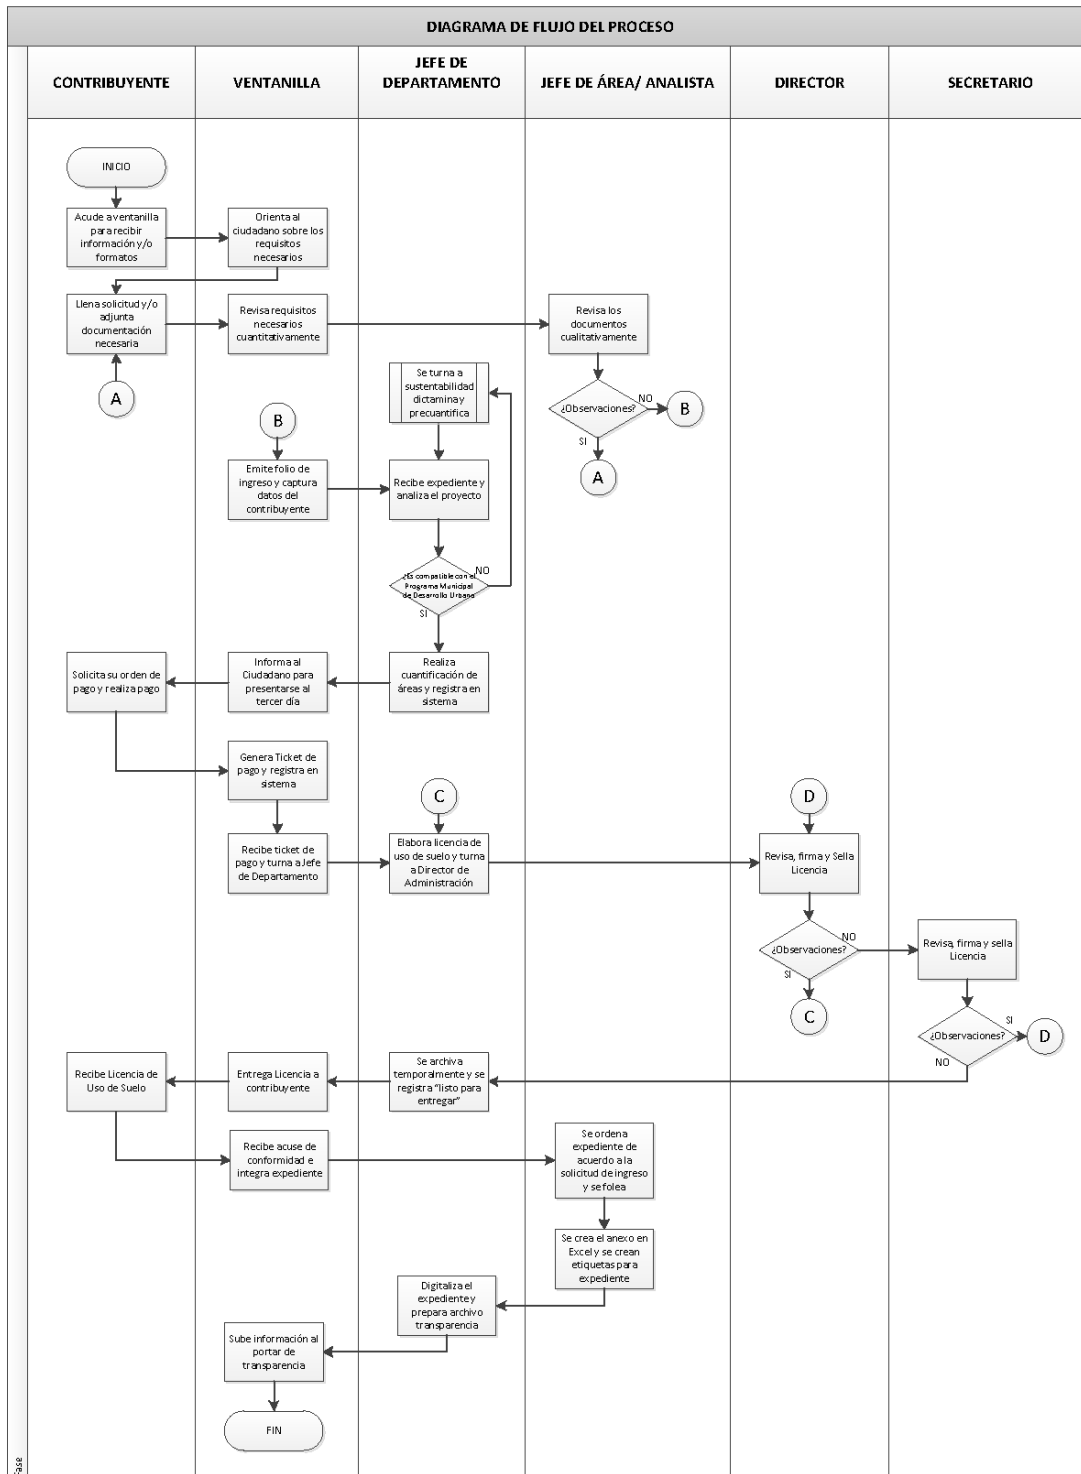 DIAGRAMA DE FLUJO DEL PROCESO
CONTRIBUYENTE
VENTANILLA
JEFE DE
DEPARTAMENTO
JEFE DE ÁREA/ ANALISTA
DIRECTOR
SECRETARIO
INICIO
Acude a ventanilla
para recibir
información y/o
formatos
Orienta al
ciudadano sobre los
requisitos
necesarios
Llena solicitud y/o
adjunta
documentación
necesaria
Revisa requisitos
necesarios
cuantitativamente
Revisa los
documentos
cualitativamente
A
Se turna a
sustentabilidad
dictamina y
precuantifica
¿Observaciones?
NO
B
SI
A
B
Emite folio de
ingreso y captura
datos del
contribuyente
Recibe expediente y
analiza el proyecto
¿Es compatible con el
Programa Municipal
de Desarrollo Urbano
NO
SI
Solicita su orden de
pago y realiza pago
Informa al
Ciudadano para
presentarse al
tercer día
Realiza
cuantificación de
áreas y registra en
sistema
Genera Ticket de
pago y registra en
sistema
C
D
Recibe ticket de
pago y turna a Jefe
de Departamento
Elabora licencia de
uso de suelo y turna
a Director de
Administración
Revisa, firma y Sella
Licencia
¿Observaciones?
NO
SI
C
Revisa, firma y sella
Licencia
¿Observaciones?
SI
D
NO
Recibe Licencia de
Uso de Suelo
Entrega Licencia a
contribuyente
Se archiva
temporalmente y se
registra "listo para
entregar"
Recibe acuse de
conformidad e
integra expediente
Se ordena
expediente de
acuerdo a la
solicitud de ingreso
y se folea
Se crea el anexo en
Excel y se crean
etiquetas para
expediente
Digitaliza el
expediente y
prepara archivo
transparencia
Sube información al
portar de
transparencia
FIN